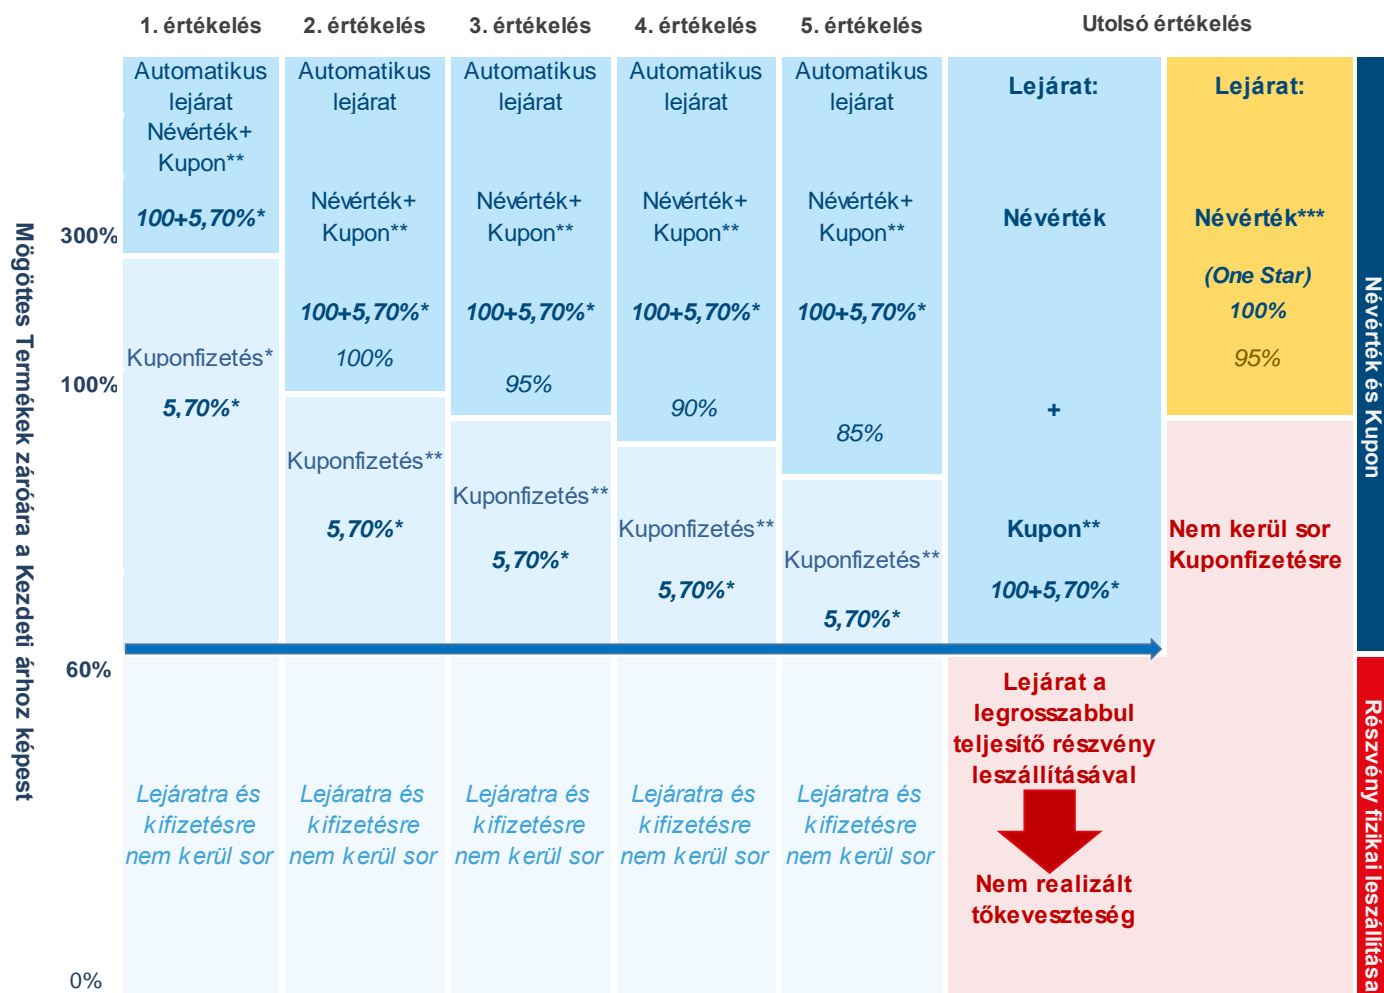 1. értékelés
2. értékelés
3. értékelés
4. értékelés
5. értékelés
Utolsó értékelés
Mögöttes Termékek záróára a Kezdeti árhoz képest
300%
100%
60%
0%
Automatikus
lejárat
Névérték+
Kupon**
100+5,70%*
Kuponfizetés*
5,70%*
Lejáratra és
kifizetésre
nem kerül sor
Automatikus
lejárat
Névérték+
Kupon**
100+5,70%*
100%
Kuponfizetés**
5,70%*
Lejáratra és
kifizetésre
nem kerül sor
Automatikus
lejárat
Névérték+
Kupon**
100+5,70%*
95%
Kuponfizetés**
5,70%*
Lejáratra és
kifizetésre
nem kerül sor
Automatikus
lejárat
Névérték+
Kupon**
100+5,70%*
90%
Kuponfizetés**
5,70%*
Lejáratra és
kifizetésre
nem kerül sor
Automatikus
lejárat
Névérték+
Kupon**
100+5,70%*
85%
Kuponfizetés**
5,70%*
Lejáratra és
kifizetésre
nem kerül sor
Lejárat:
Névérték
+
Kupon**
100+5,70%*
Lejárat a
legrosszabbul
teljesítő részvény
leszállításával
Nem realizált
tőkeveszteség
Lejárat:
Névérték***
(One Star)
100%
95%
Nem kerül sor
Kuponfizetésre
Névérték és Kupon
Részvény fizikai leszállítása